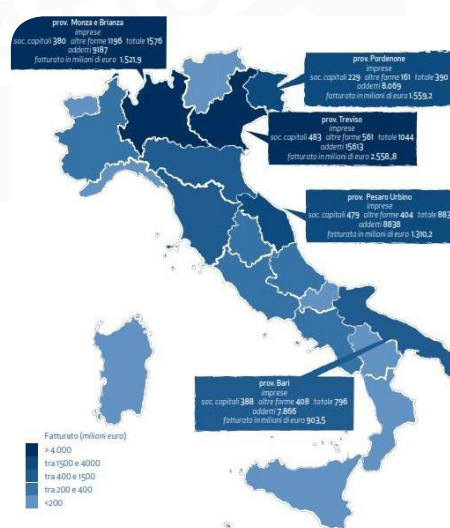 prov. Monza e Brianza
imprese
soc. capitali 380 altre forme 1196 totale 1576
addetti 9187
fatturato in milioni di euro 1.521,9
prov. Pordenone
imprese
soc. capitali 229 altre forme 161 totale 390
addetti 8.069
fatturato in milioni di euro 1.559,2
prov. Treviso
imprese
soc. capitali 483 altre forme 561 totale 1044
addetti 15613
fatturato in milioni di euro 2.558,8
prov. Pesaro Urbino
imprese
soc. capitali 479 altre forme 404 totale 883
addetti 8838
fatturato in milioni di euro 1.310,2
prov. Bari
imprese
soc. capitali 388 altre forme 408 totale 796
addetti 7.866
fatturato in milioni di euro 903,5
Fatturato (milioni euro)
> 4.000
tra 1500 e 4000
tra 400 e 1500
tra 200 e 400
<200